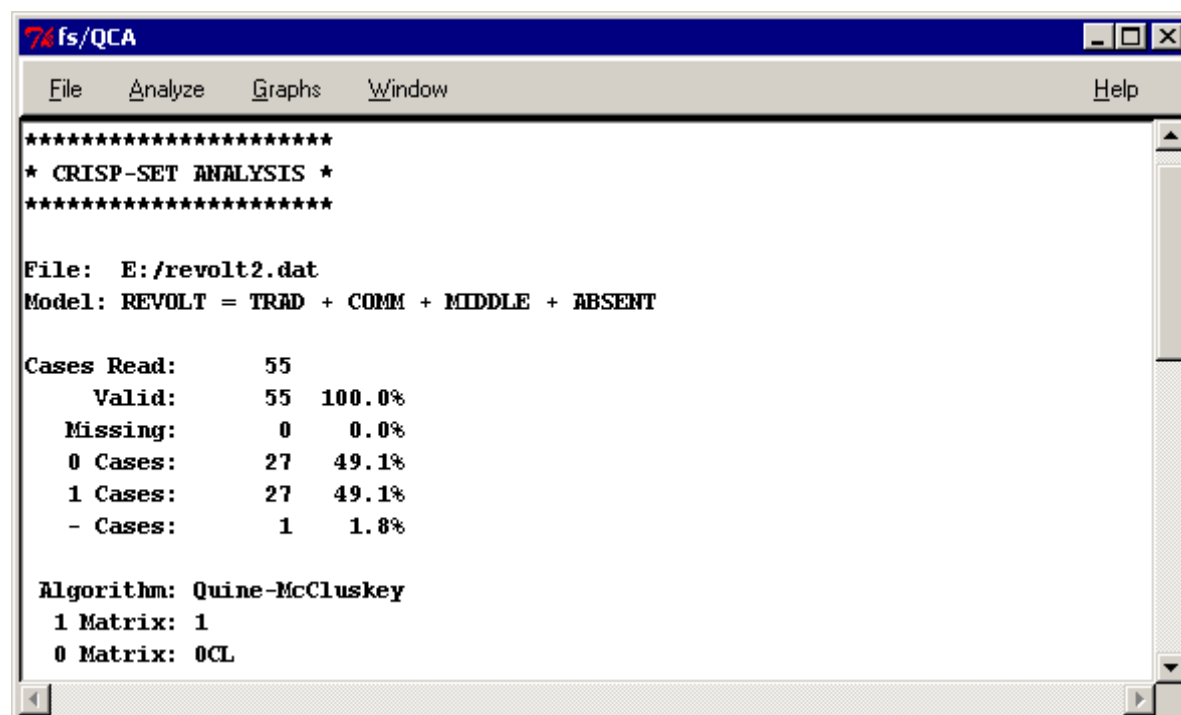 fs/QCA
File Analyze Graphs Window Help
**********************
* CRISP-SET ANALYSIS *
**********************
File: E:/revolt2.dat
Model: REVOLT = TRAD + COMM + MIDDLE + ABSENT
Cases Read: 55
Valid: 55 100.0%
Missing: 0 0.0%
0 Cases: 27 49.1%
1 Cases: 27 49.1%
- Cases: 1 1.8%
Algorithm: Quine-McCluskey
1 Matrix: 1
0 Matrix: 0CL